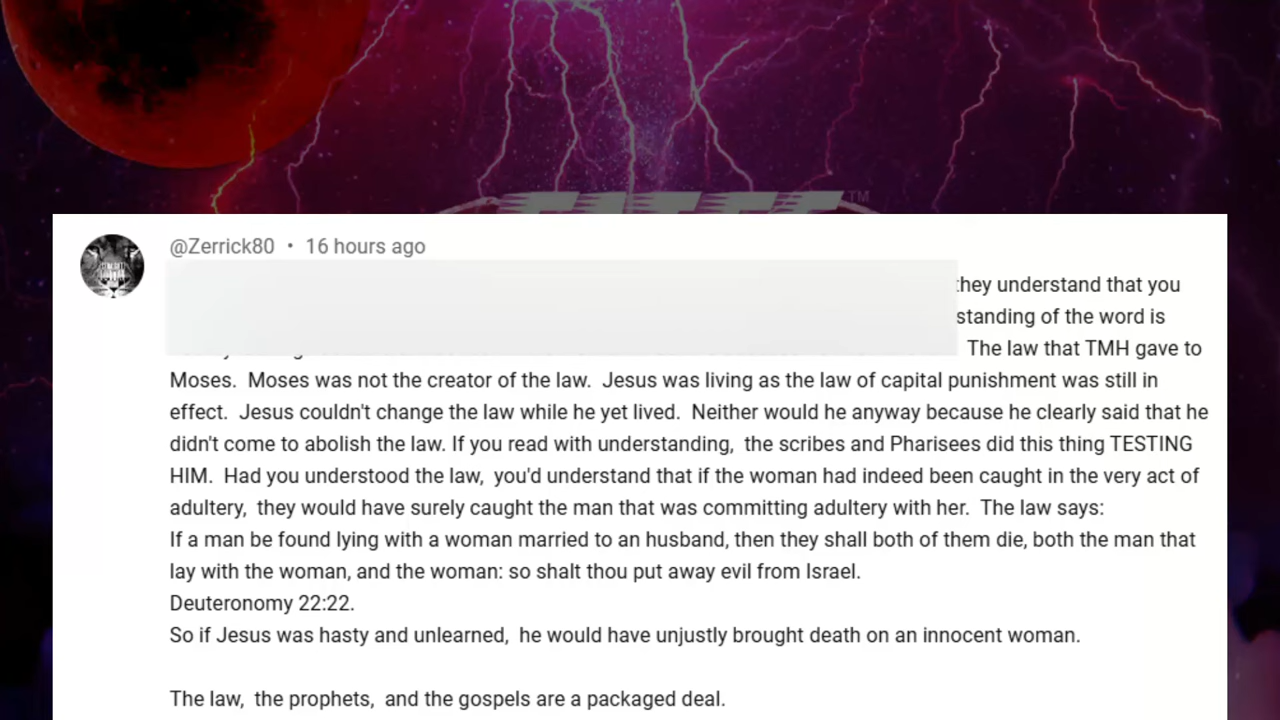 @Zerrick80 • 16 hours ago
they understand that you
standing of the word is
The law that TMH gave to
Moses.  Moses was not the creator of the law.  Jesus was living as the law of capital punishment was still in
effect.  Jesus couldn't change the law while he yet lived.  Neither would he anyway because he clearly said that he
didn't come to abolish the law. If you read with understanding,  the scribes and Pharisees did this thing TESTING
HIM.  Had you understood the law,  you'd understand that if the woman had indeed been caught in the very act of
adultery,  they would have surely caught the man that was committing adultery with her.  The law says:
If a man be found lying with a woman married to an husband, then they shall both of them die, both the man that
lay with the woman, and the woman: so shalt thou put away evil from Israel.
Deuteronomy 22:22.
So if Jesus was hasty and unlearned,  he would have unjustly brought death on an innocent woman.
The law,  the prophets,  and the gospels are a packaged deal.